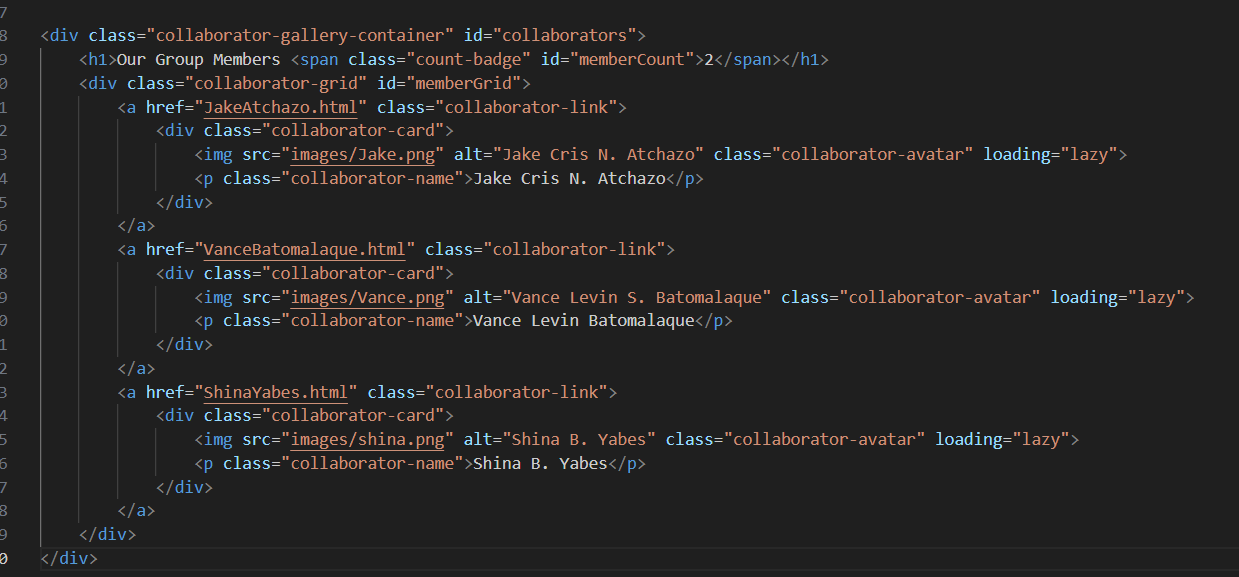 7
8 <div class="collaborator-gallery-container" id="collaborators">
9 <h1>Our Group Members <span class="count-badge" id="memberCount">2</span></h1>
0 <div class="collaborator-grid" id="memberGrid">
1 <a href="JakeAtchazo.html" class="collaborator-link">
2 <div class="collaborator-card">
3 <img src="images/Jake.png" alt="Jake Cris N. Atchazo" class="collaborator-avatar" loading="lazy">
4 <p class="collaborator-name">Jake Cris N. Atchazo</p>
5 </div>
6 </a>
7 <a href="VanceBatomalaque.html" class="collaborator-link">
8 <div class="collaborator-card">
9 <img src="images/Vance.png" alt="Vance Levin S. Batomalaque" class="collaborator-avatar" loading="lazy">
0 <p class="collaborator-name">Vance Levin Batomalaque</p>
1 </div>
2 </a>
3 <a href="ShinaYabes.html" class="collaborator-link">
4 <div class="collaborator-card">
5 <img src="images/shina.png" alt="Shina B. Yabes" class="collaborator-avatar" loading="lazy">
6 <p class="collaborator-name">Shina B. Yabes</p>
7 </div>
8 </a>
9 </div>
0 </div>